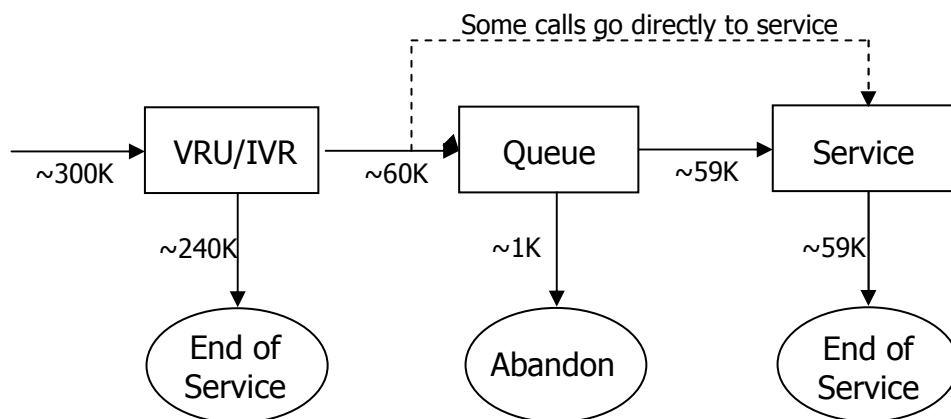 Some calls go directly to service
VRU/IVR
Queue
Service
~300K
~60K
~59K
~240K
~1K
~59K
End of
Service
Abandon
End of
Service